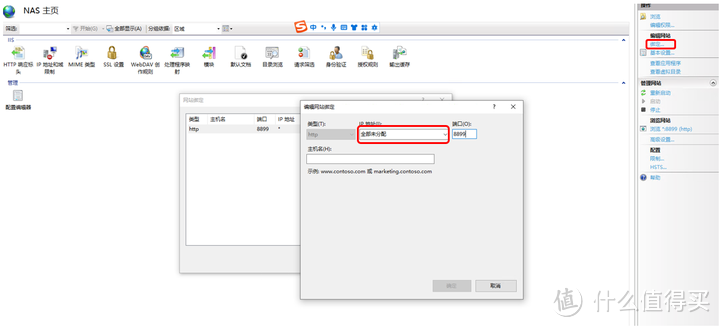 NAS 主页
筛选:
开始(G)
全部显示(A)
分组依据:
区域
中
IIS
HTTP 响应标头
IP 地址和域限制
MIME 类型
SSL 设置
WebDAV 创作规则
处理程序映射
模块
默认文档
目录浏览
请求筛选
身份验证
授权规则
输出缓存
管理
配置编辑器
网站绑定
类型 主机名 端口 IP 地址
http 8899 *
编辑网站绑定
类型(T):
IP 地址(I):
端口(O):
http
全部未分配
8899
主机名(H):
示例: www.contoso.com 或 marketing.contoso.com
确定
取消
操作
浏览
编辑权限...
编辑网站
绑定...
基本设置...
查看应用程序
查看虚拟目录
管理网站
重新启动
启动
停止
浏览网站
浏览 *:8899 (http)
高级设置...
配置
限制...
HSTS...
帮助
值 什么值得买